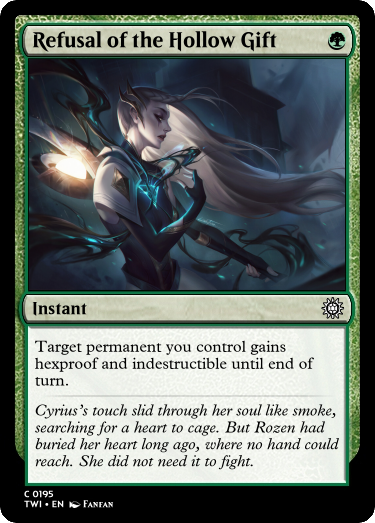 Refusal of the Hollow Gift
Instant
Target permanent you control gains
hexproof and indestructible until end of
turn.
Cyrius's touch slid through her soul like smoke,
searching for a heart to cage. But Rozen had
buried her heart long ago, where no hand could
reach. She did not need it to fight.
C 0195
TWI • EN Fanfan